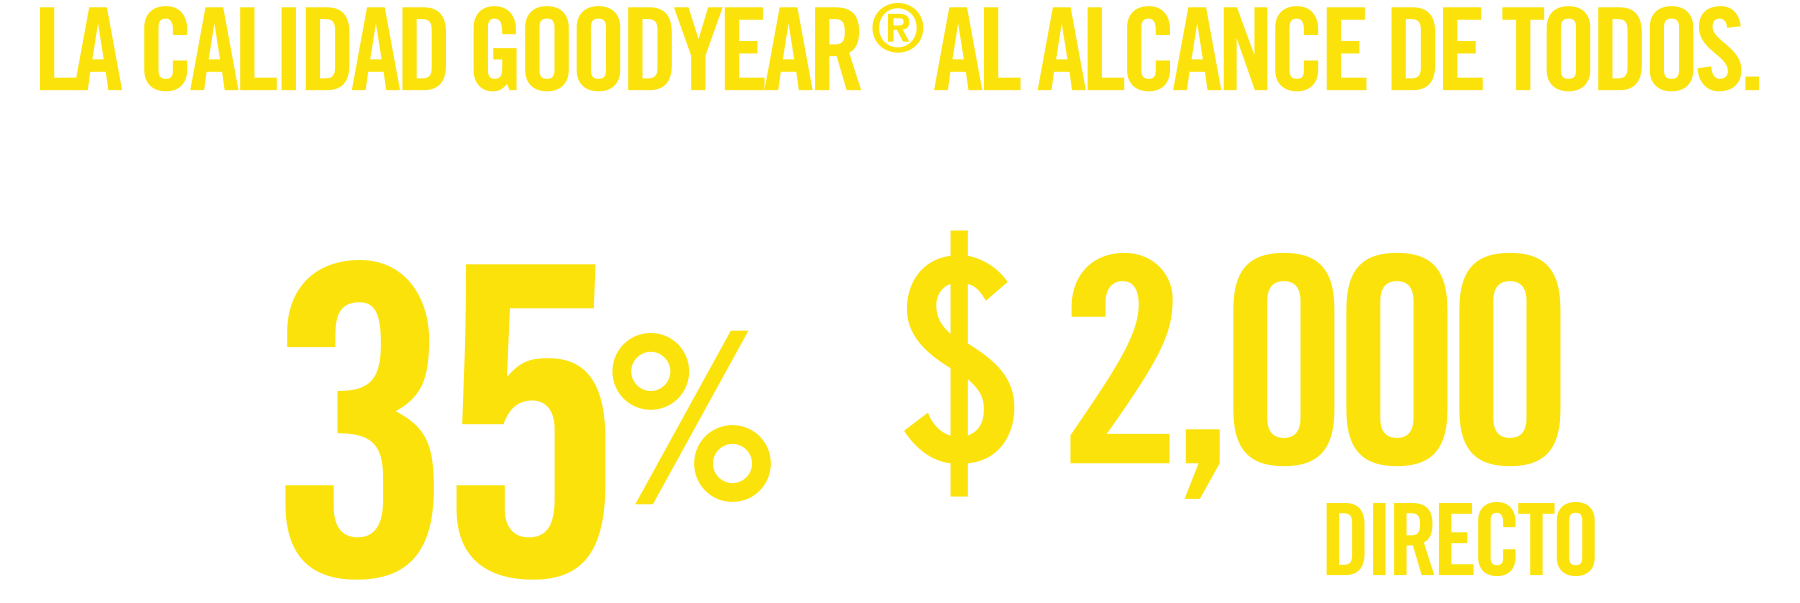 LA CALIDAD GOODYEAR® AL ALCANCE DE TODOS.
35% $2,000
DIRECTO